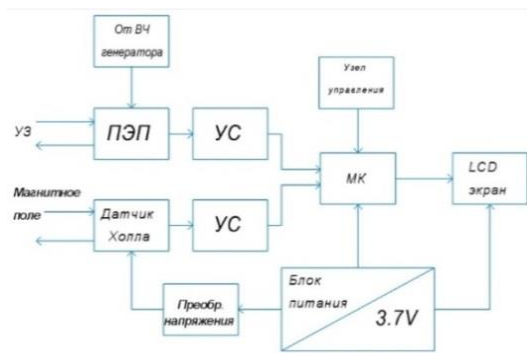 От ВЧ
генератора
Узел
управления
УЗ
ПЭП
УС
МК
LCD
экран
Магнитное
поле
Датчик
Холла
УС
Преобр.
напряжения
Блок
питания
3.7V